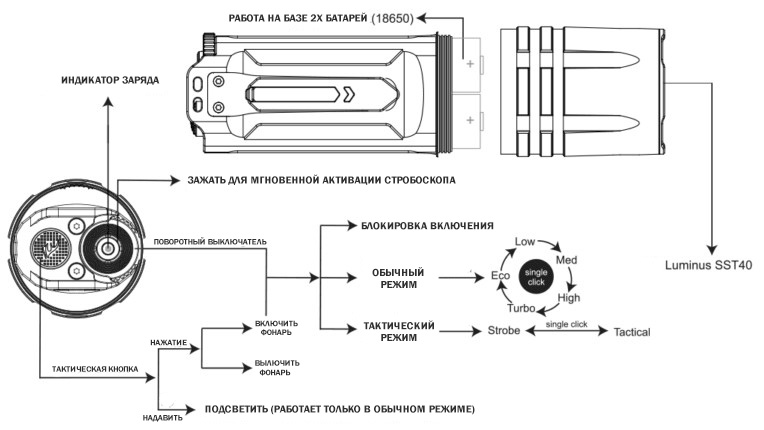 РАБОТА НА БАЗЕ 2Х БАТАРЕЙ (18650)
ИНДИКАТОР ЗАРЯДА
ЗАЖАТЬ ДЛЯ МГНОВЕННОЙ АКТИВАЦИИ СТРОБОСКОПА
ПОВОРОТНЫЙ ВЫКЛЮЧАТЕЛЬ
БЛОКИРОВКА ВКЛЮЧЕНИЯ
ОБЫЧНЫЙ
РЕЖИМ
Low
Med
Eco
single
click
High
Turbo
Luminus SST40
ТАКТИЧЕСКИЙ
РЕЖИМ
Strobe
single click
Tactical
ВКЛЮЧИТЬ
ФОНАРЬ
НАЖАТИЕ
ВЫЛЮЧИТЬ
ФОНАРЬ
ТАКТИЧЕСКАЯ КНОПКА
НАДАВИТЬ
ПОДСВЕТИТЬ (РАБОТАЕТ ТОЛЬКО В ОБЫЧНОМ РЕЖИМЕ)